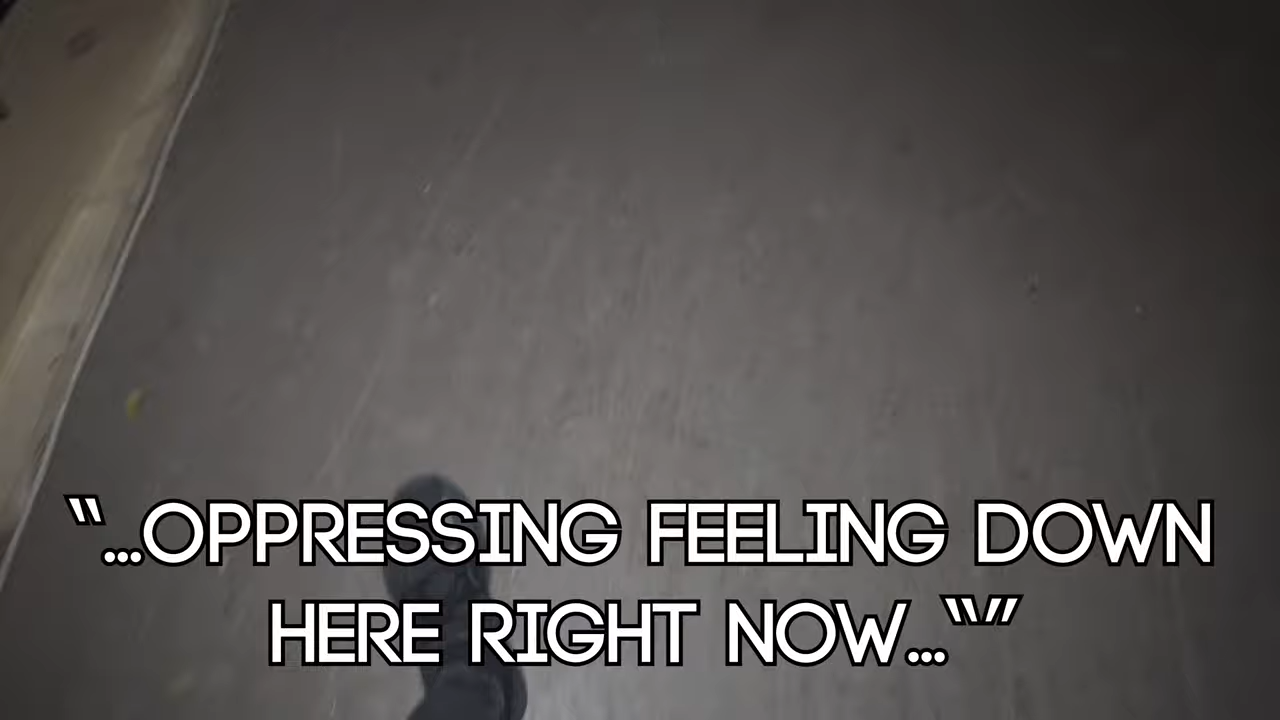 “...OPPRESSING FEELING DOWN
HERE RIGHT NOW...“”